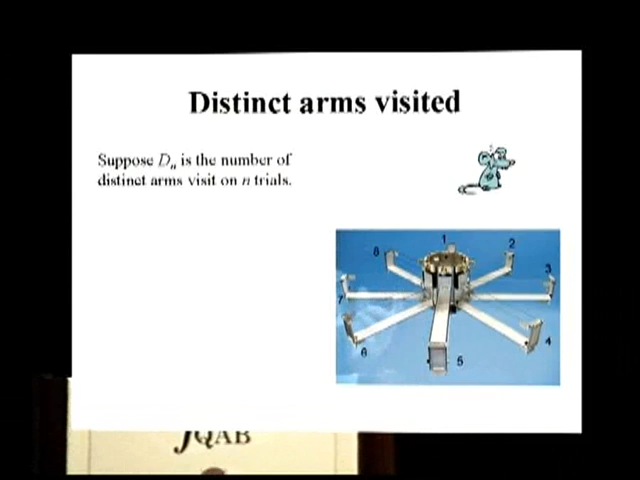 Distinct arms visited
Suppose Dn is the number of
distinct arms visit on n trials.
1
2
3
4
5
6
7
8
JQAB